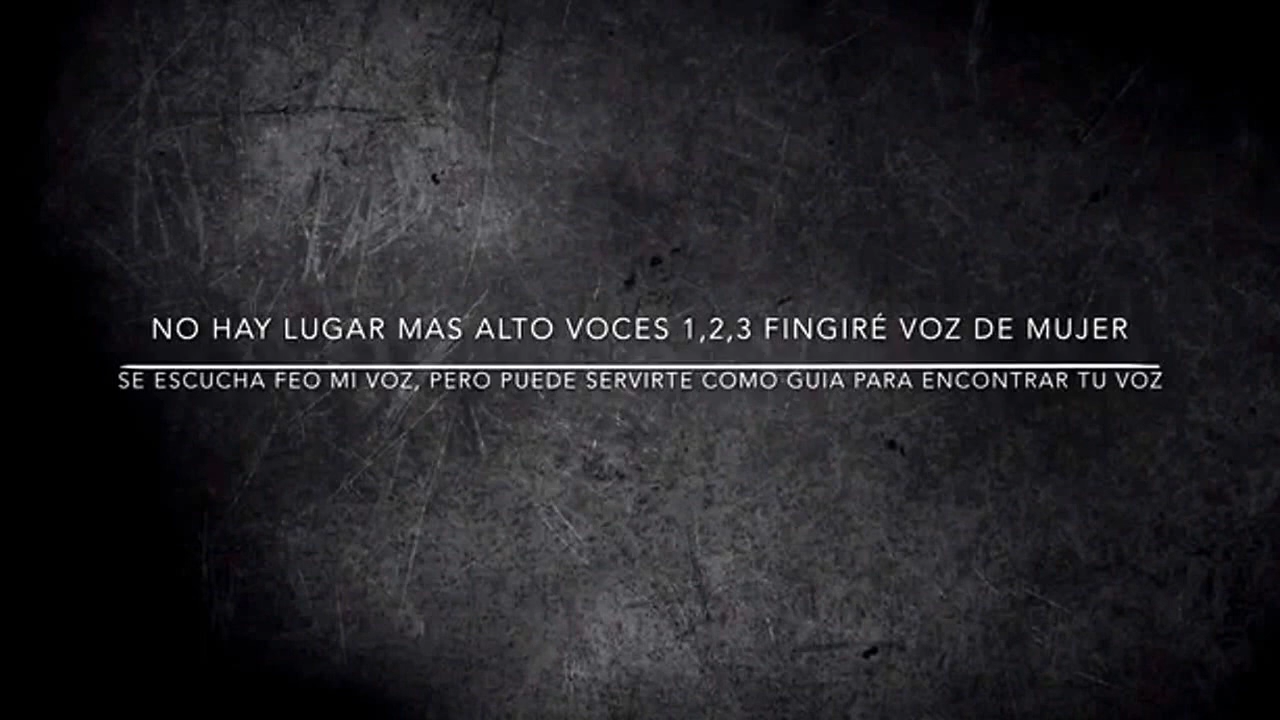 NO HAY LUGAR MAS ALTO VOCES 1,2,3 FINGIRÉ VOZ DE MUJER
SE ESCUCHA FEO MI VOZ, PERO PUEDE SERVIRTE COMO GUIA PARA ENCONTRAR TU VOZ